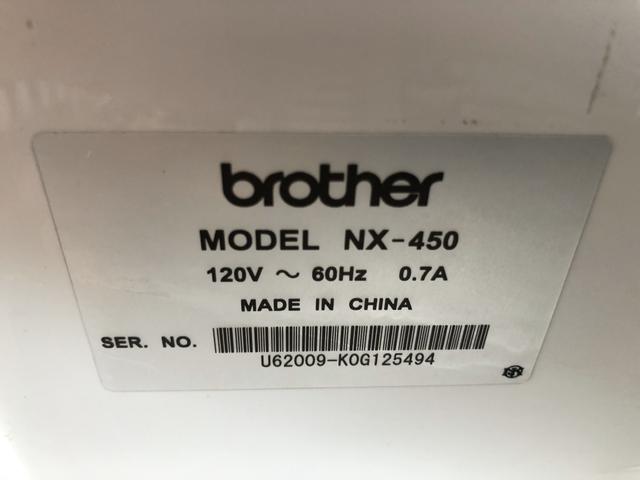 brother
MODEL NX-450
120V ~ 60Hz 0.7A
MADE IN CHINA
SER. NO.
U62009-K0G125494